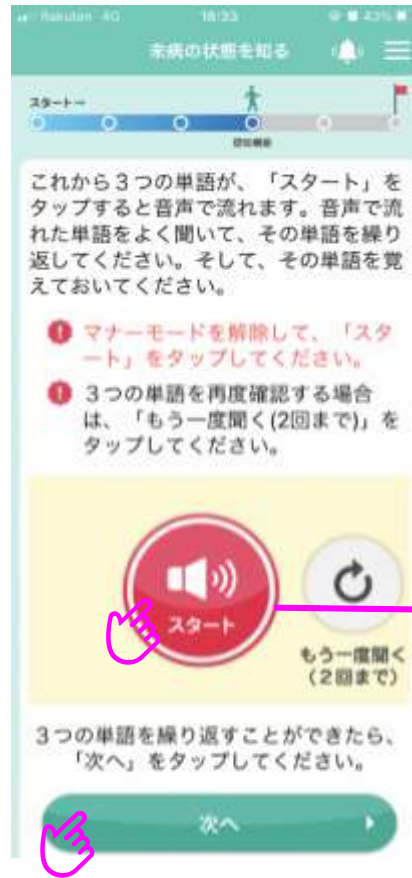 Rakuten 4G 18:33 43%
未病の状態を知る
スタート→
認知機能
これから３つの単語が、「スタート」を
タップすると音声で流れます。音声で流
れた単語をよく聞いて、その単語を繰り
返してください。そして、その単語を覚
えておいてください。
マナーモードを解除して、「スタ
ート」をタップしてください。
３つの単語を再度確認する場合
は、「もう一度聞く(2回まで)」を
タップしてください。
スタート
もう一度聞く
（２回まで）
３つの単語を繰り返すことができたら、
「次へ」をタップしてください。
次へ